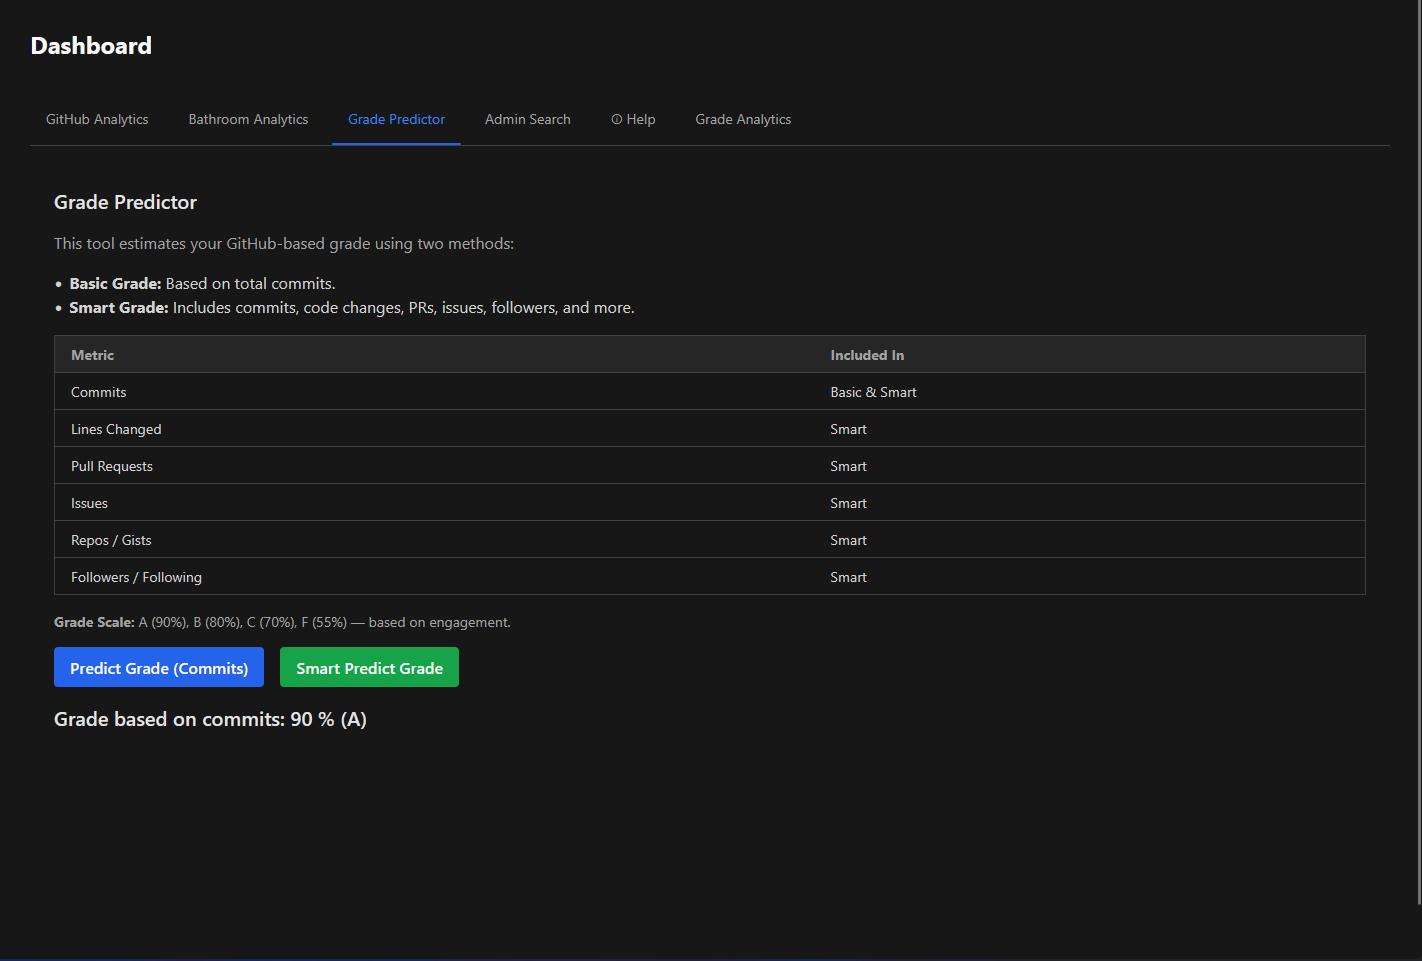 Dashboard
GitHub Analytics Bathroom Analytics Grade Predictor Admin Search ⓘ Help Grade Analytics
Grade Predictor
This tool estimates your GitHub-based grade using two methods:
• Basic Grade: Based on total commits.
• Smart Grade: Includes commits, code changes, PRs, issues, followers, and more.
Metric Included In
Commits Basic & Smart
Lines Changed Smart
Pull Requests Smart
Issues Smart
Repos / Gists Smart
Followers / Following Smart
Grade Scale: A (90%), B (80%), C (70%), F (55%) — based on engagement.
Predict Grade (Commits) Smart Predict Grade
Grade based on commits: 90 % (A)